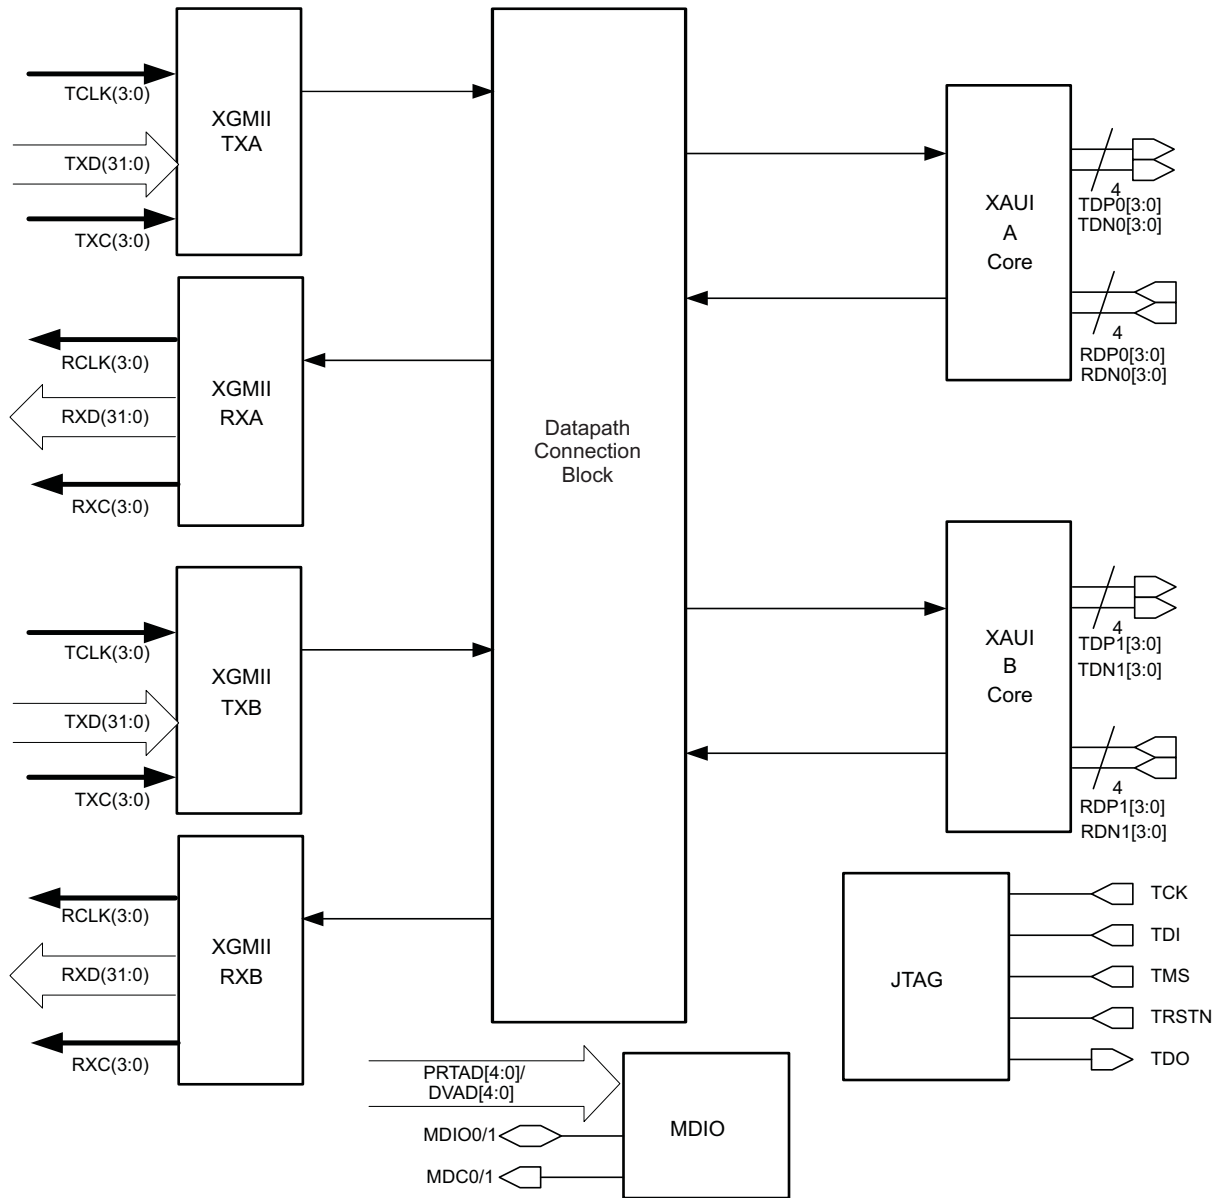 TCLK(3:0)
TXD(31:0)
TXC(3:0)
XGMII
TXA
RCLK(3:0)
RXD(31:0)
RXC(3:0)
XGMII
RXA
TCLK(3:0)
TXD(31:0)
TXC(3:0)
XGMII
TXB
RCLK(3:0)
RXD(31:0)
RXC(3:0)
XGMII
RXB
Datapath
Connection
Block
XAUI
A
Core
4
TDP0[3:0]
TDN0[3:0]
4
RDP0[3:0]
RDN0[3:0]
XAUI
B
Core
4
TDP1[3:0]
TDN1[3:0]
4
RDP1[3:0]
RDN1[3:0]
JTAG
TCK
TDI
TMS
TRSTN
TDO
PRTAD[4:0]/
DVAD[4:0]
MDIO0/1
MDC0/1
MDIO